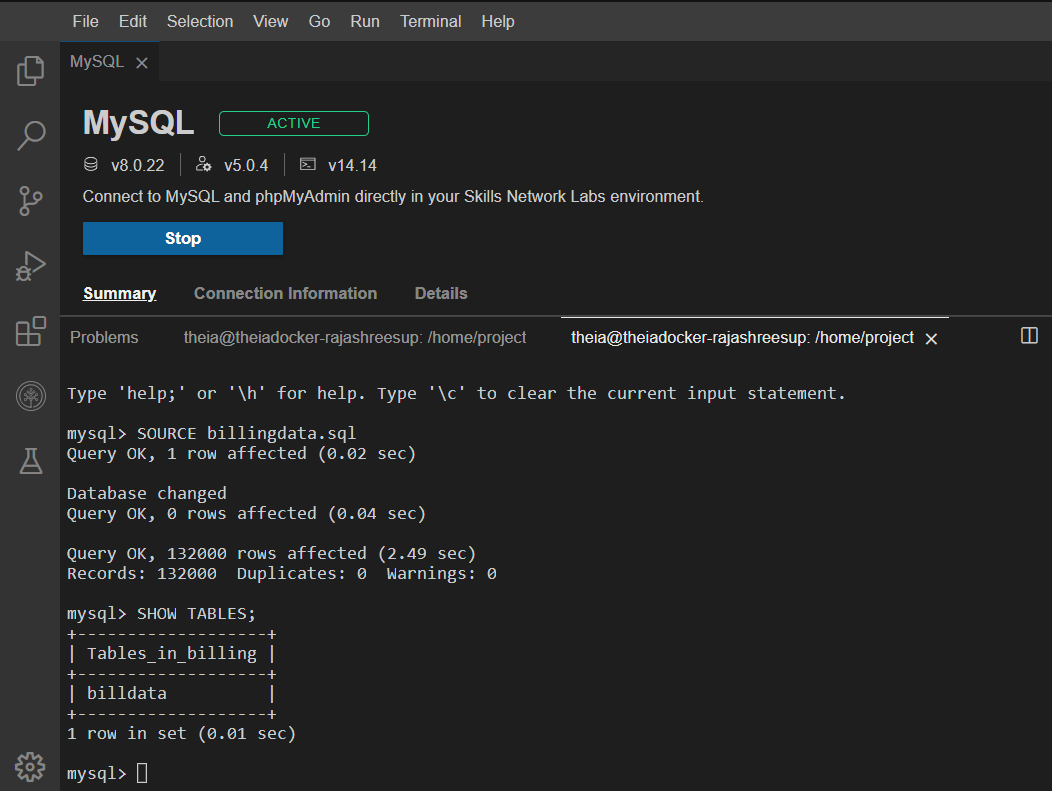 File Edit Selection View Go Run Terminal Help
MySQL
MySQL ACTIVE
v8.0.22 v5.0.4 v14.14
Connect to MySQL and phpMyAdmin directly in your Skills Network Labs environment.
Stop
Summary Connection Information Details
Problems theia@theiadocker-rajashreesup: /home/project theia@theiadocker-rajashreesup: /home/project
Type 'help;' or '\h' for help. Type '\c' to clear the current input statement.
mysql> SOURCE billingdata.sql
Query OK, 1 row affected (0.02 sec)
Database changed
Query OK, 0 rows affected (0.04 sec)
Query OK, 132000 rows affected (2.49 sec)
Records: 132000  Duplicates: 0  Warnings: 0
mysql> SHOW TABLES;
+-------------------+
| Tables_in_billing |
+-------------------+
| billdata          |
+-------------------+
1 row in set (0.01 sec)
mysql>